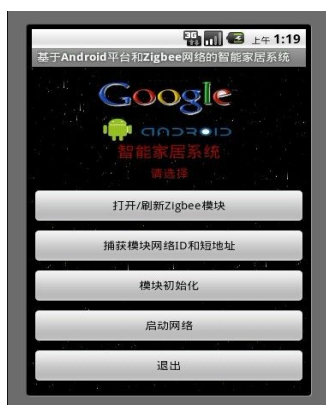 3G 上午 1:19
基于Android平台和Zigbee网络的智能家居系统
Google
ANDROID
智能家居系统
请选择
打开/刷新Zigbee模块
捕获模块网络ID和短地址
模块初始化
启动网络
退出